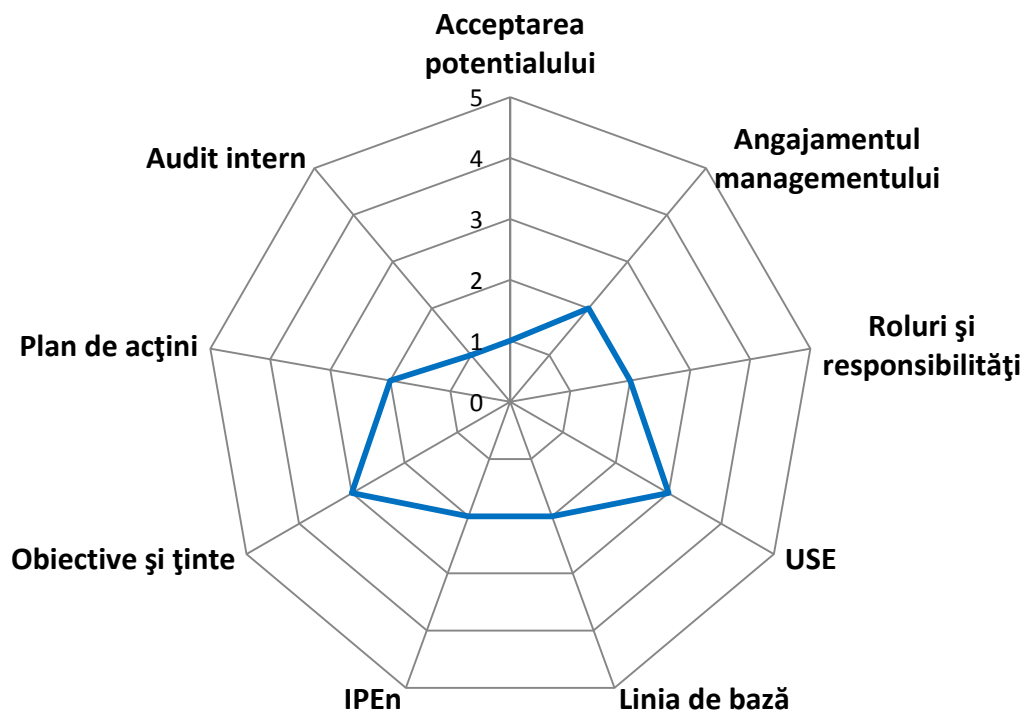 Acceptarea
potentialului
5
4
3
2
1
0
Angajamentul
managementului
Roluri şi
responsibilităţi
USE
Linia de bază
IPEn
Obiective şi ţinte
Plan de acţini
Audit intern